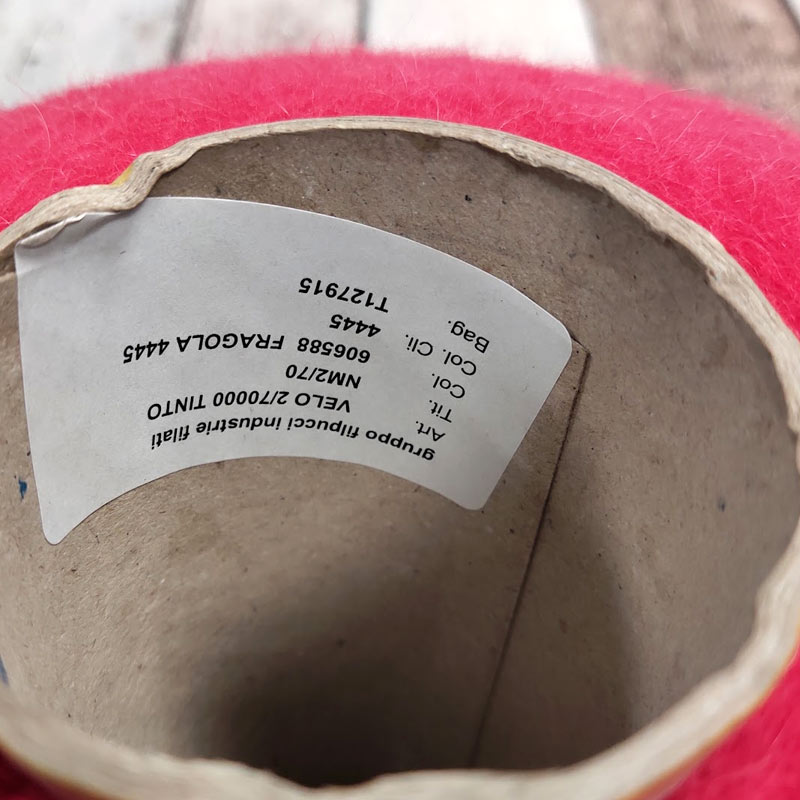 gruppo filpucci industrie filati
Art. VELO 2/70000 TINTO
Tit. NM2/70
Col. 606588 FRAGOLA 4445
Col. Cli. 4445
Bag. T127915